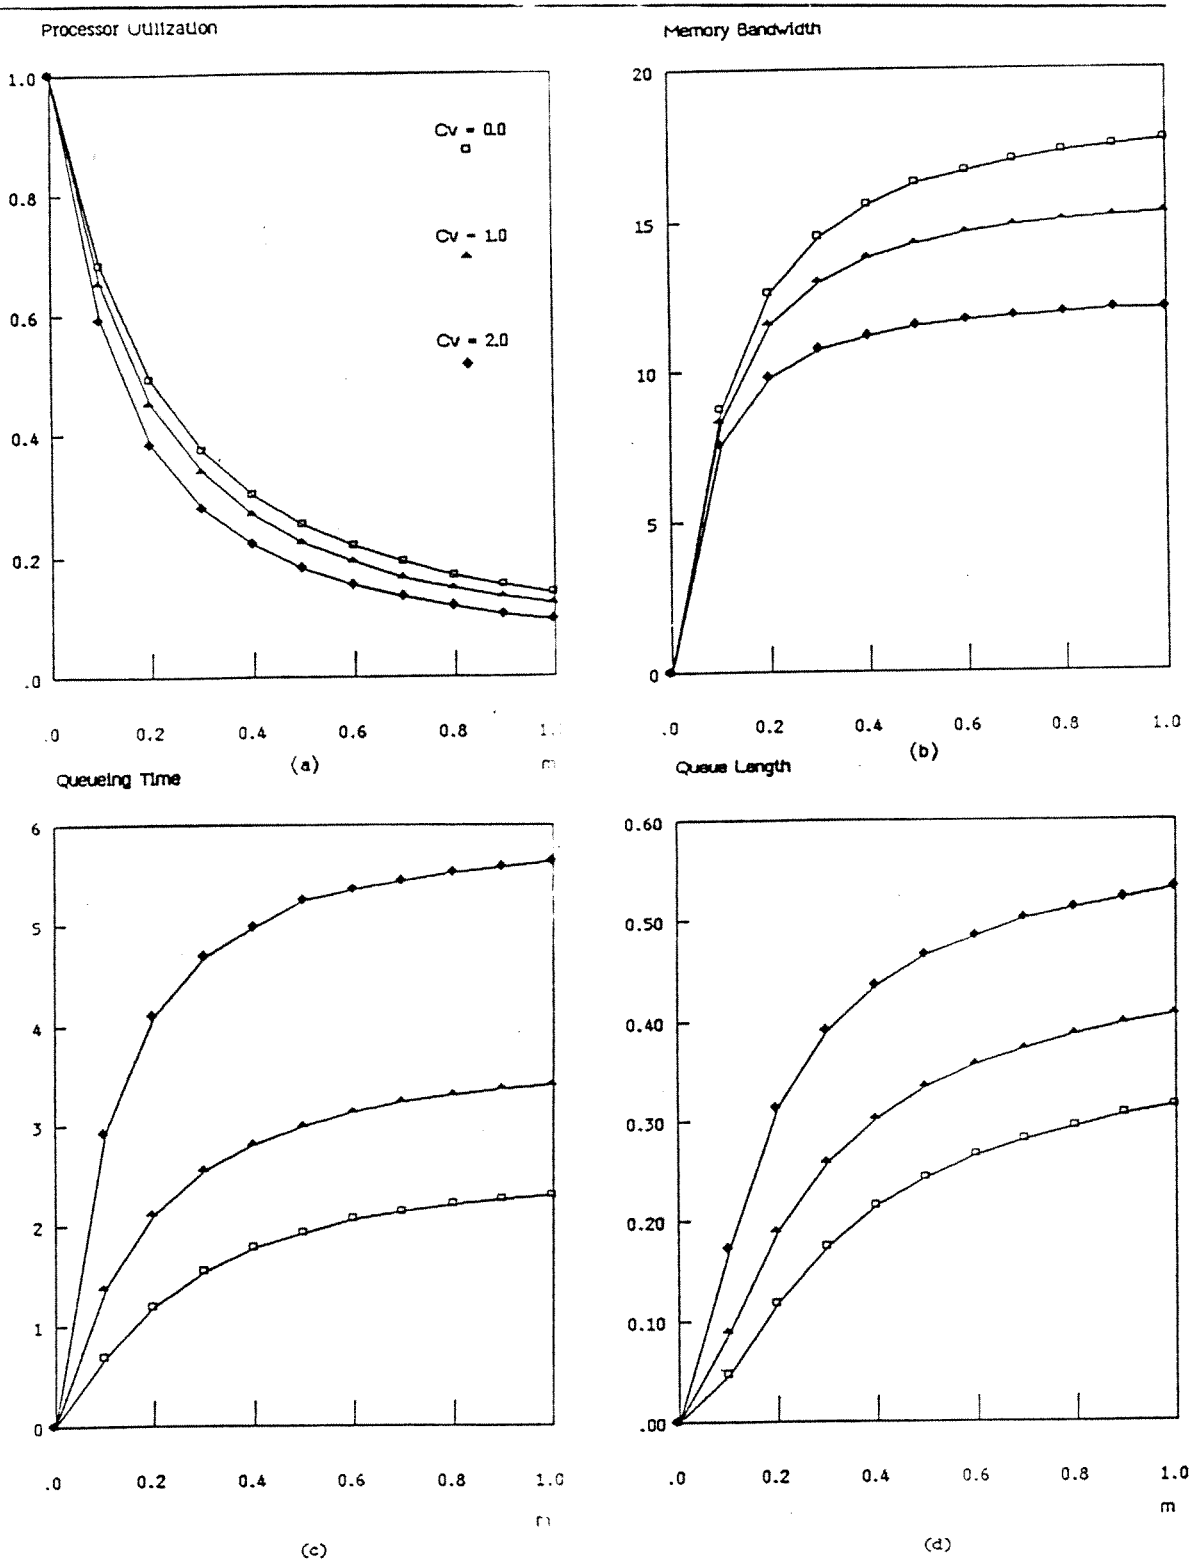 Processor Utilization
1.0
0.8
0.6
0.4
0.2
.0
Cv = 0.0
Cv = 1.0
Cv = 2.0
.0 0.2 0.4 0.6 0.8 1.
(a)
m
Memory Bandwidth
20
15
10
5
0
.0 0.2 0.4 0.6 0.8 1.0
(b)
Queueing Time
6
5
4
3
2
1
0
.0 0.2 0.4 0.6 0.8 1.0
m
(c)
Queue Length
0.60
0.50
0.40
0.30
0.20
0.10
.00
.0 0.2 0.4 0.6 0.8 1.0
m
(d)